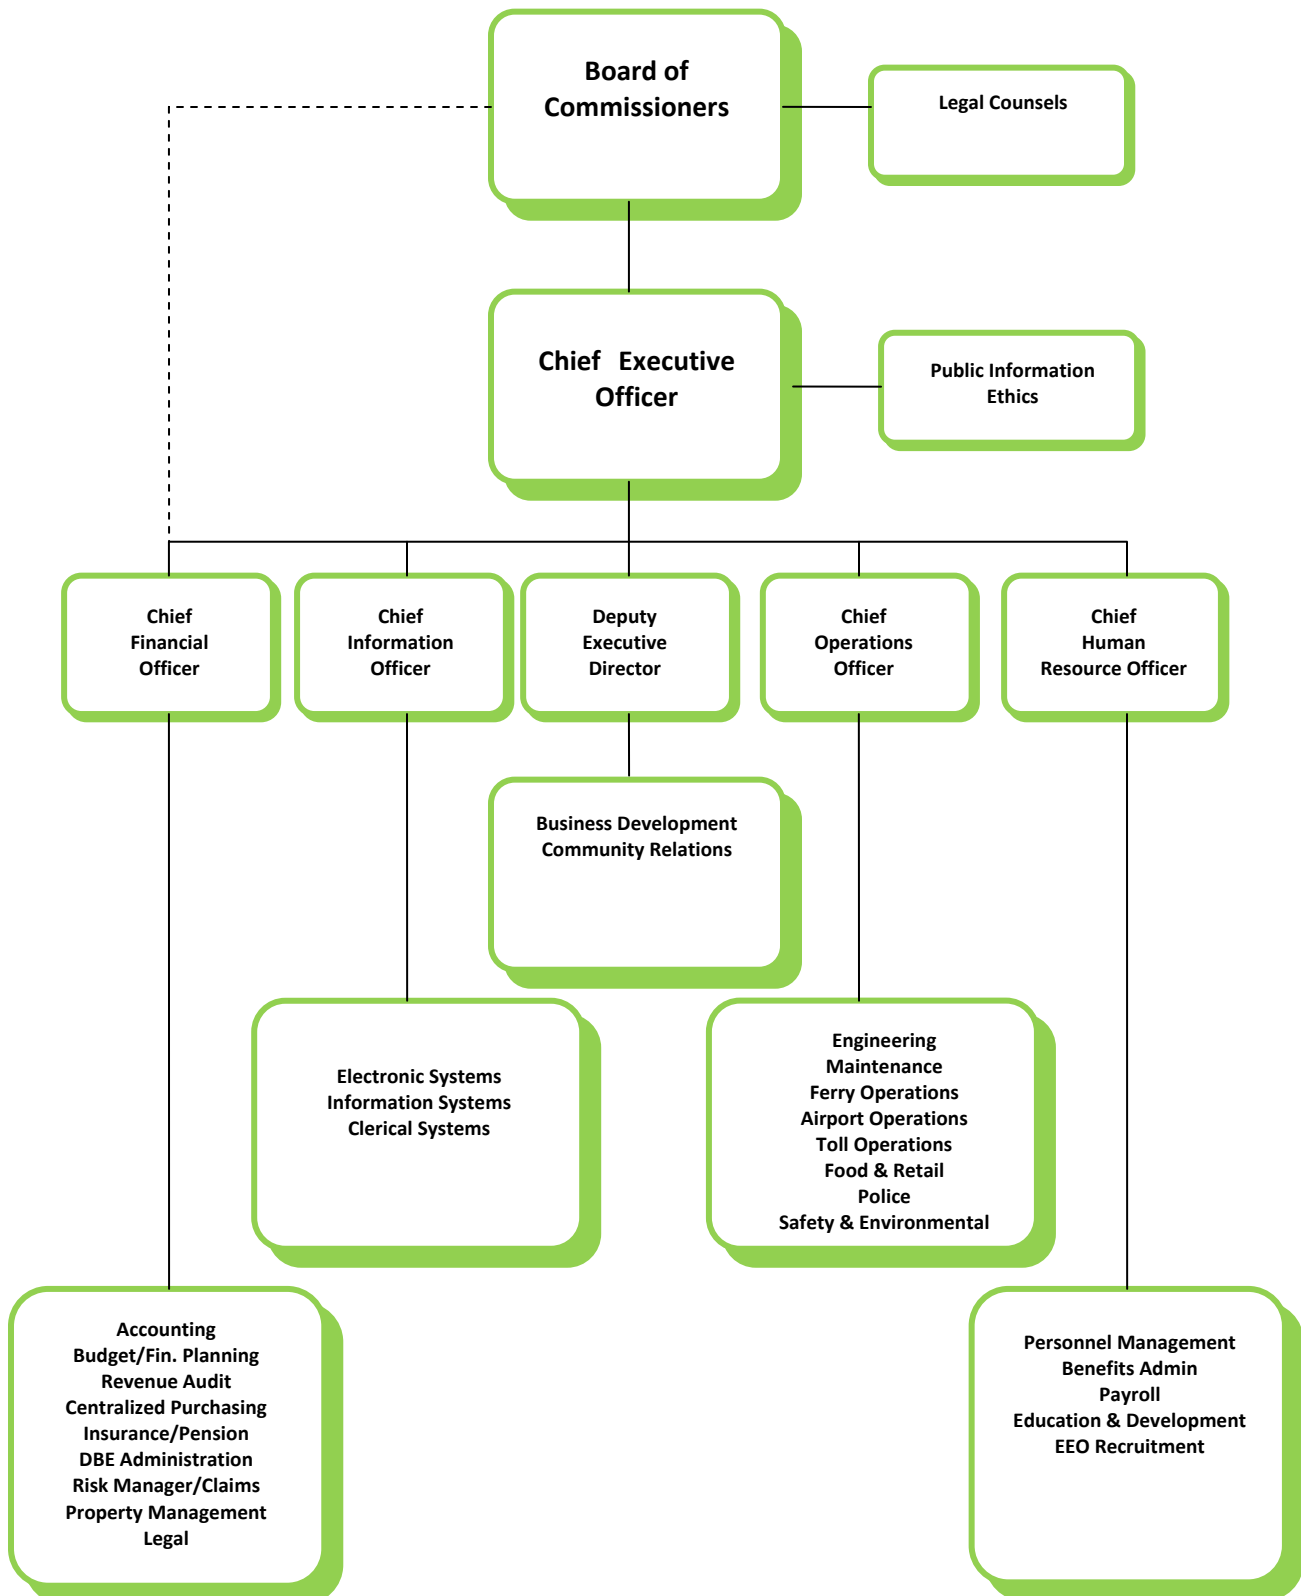 Board of
Commissioners
Legal Counsels
Chief Executive
Officer
Public Information
Ethics
Chief
Financial
Officer
Chief
Information
Officer
Deputy
Executive
Director
Chief
Operations
Officer
Chief
Human
Resource Officer
Business Development
Community Relations
Electronic Systems
Information Systems
Clerical Systems
Engineering
Maintenance
Ferry Operations
Airport Operations
Toll Operations
Food & Retail
Police
Safety & Environmental
Accounting
Budget/Fin. Planning
Revenue Audit
Centralized Purchasing
Insurance/Pension
DBE Administration
Risk Manager/Claims
Property Management
Legal
Personnel Management
Benefits Admin
Payroll
Education & Development
EEO Recruitment